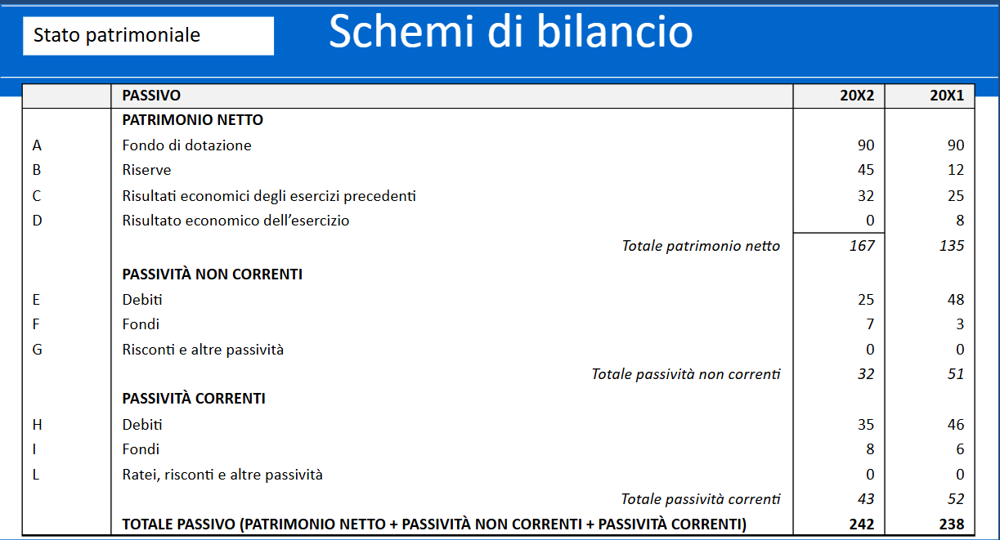 Stato patrimoniale
Schemi di bilancio
PASSIVO 20X2 20X1
PATRIMONIO NETTO
A Fondo di dotazione 90 90
B Riserve 45 12
C Risultati economici degli esercizi precedenti 32 25
D Risultato economico dell’esercizio 0 8
Totale patrimonio netto 167 135
PASSIVITÀ NON CORRENTI
E Debiti 25 48
F Fondi 7 3
G Risconti e altre passività 0 0
Totale passività non correnti 32 51
PASSIVITÀ CORRENTI
H Debiti 35 46
I Fondi 8 6
L Ratei, risconti e altre passività 0 0
Totale passività correnti 43 52
TOTALE PASSIVO (PATRIMONIO NETTO + PASSIVITÀ NON CORRENTI + PASSIVITÀ CORRENTI) 242 238